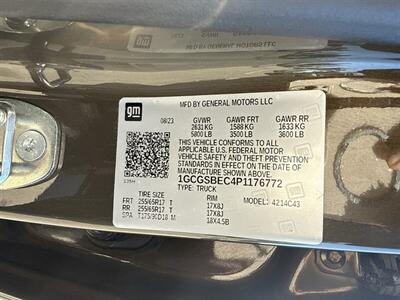 gm
MFD BY GENERAL MOTORS LLC
08/23 GVWR GAWR FRT GAWR RR
2631 KG 1588 KG 1633 KG
5800 LB 3500 LB 3600 LB
THIS VEHICLE CONFORMS TO ALL
APPLICABLE U.S. FEDERAL MOTOR
VEHICLE SAFETY AND THEFT PREVENTION
STANDARDS IN EFFECT ON THE DATE OF
MANUFACTURE SHOWN ABOVE.
1GCGSBEC4P1176772
TYPE: TRUCK
TIRE SIZE RIM MODEL: 4214C43
FRT 255/65R17 T 17X8J
RR 255/65R17 T 17X8J
SPA T175/90D18 M 18X4.5B